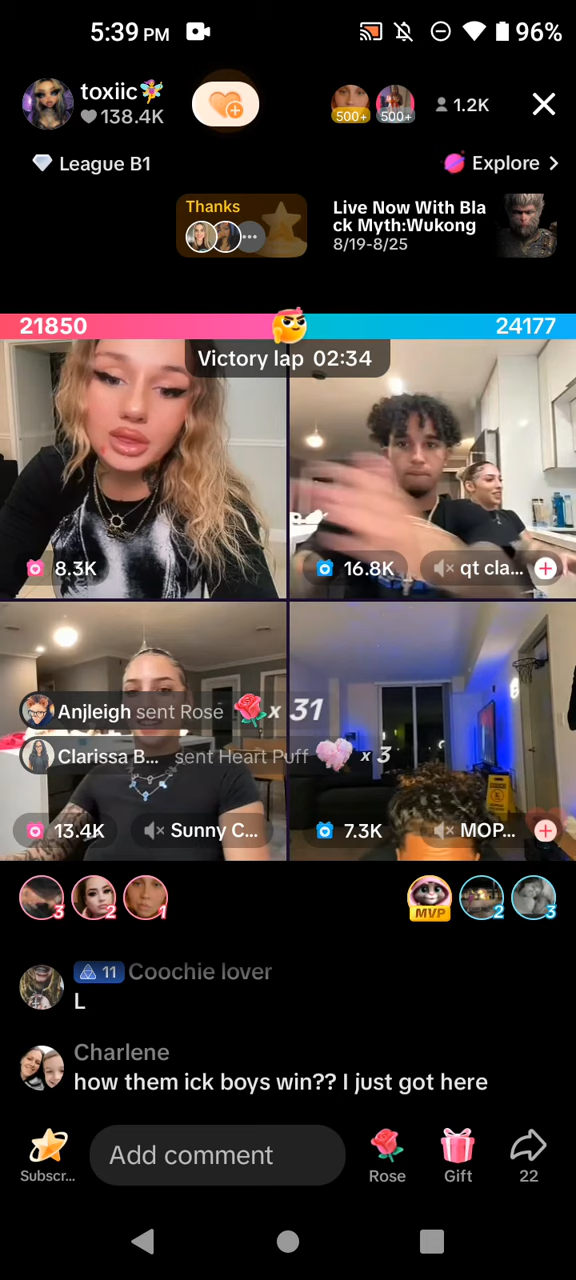 5:39 PM 96%
toxiic🧚
138.4K
500+ 500+
1.2K
League B1
Explore
Thanks
Live Now With Bla
ck Myth:Wukong
8/19-8/25
21850
24177
Victory lap 02:34
8.3K
16.8K
qt cla...
Anjleigh sent Rose x 31
Clarissa B... sent Heart Puff x 3
13.4K
Sunny C...
7.3K
MOP...
3 2 1
MVP 2 3
11 Coochie lover
L
Charlene
how them ick boys win?? I just got here
Add comment
Subscr...
Rose
Gift
22